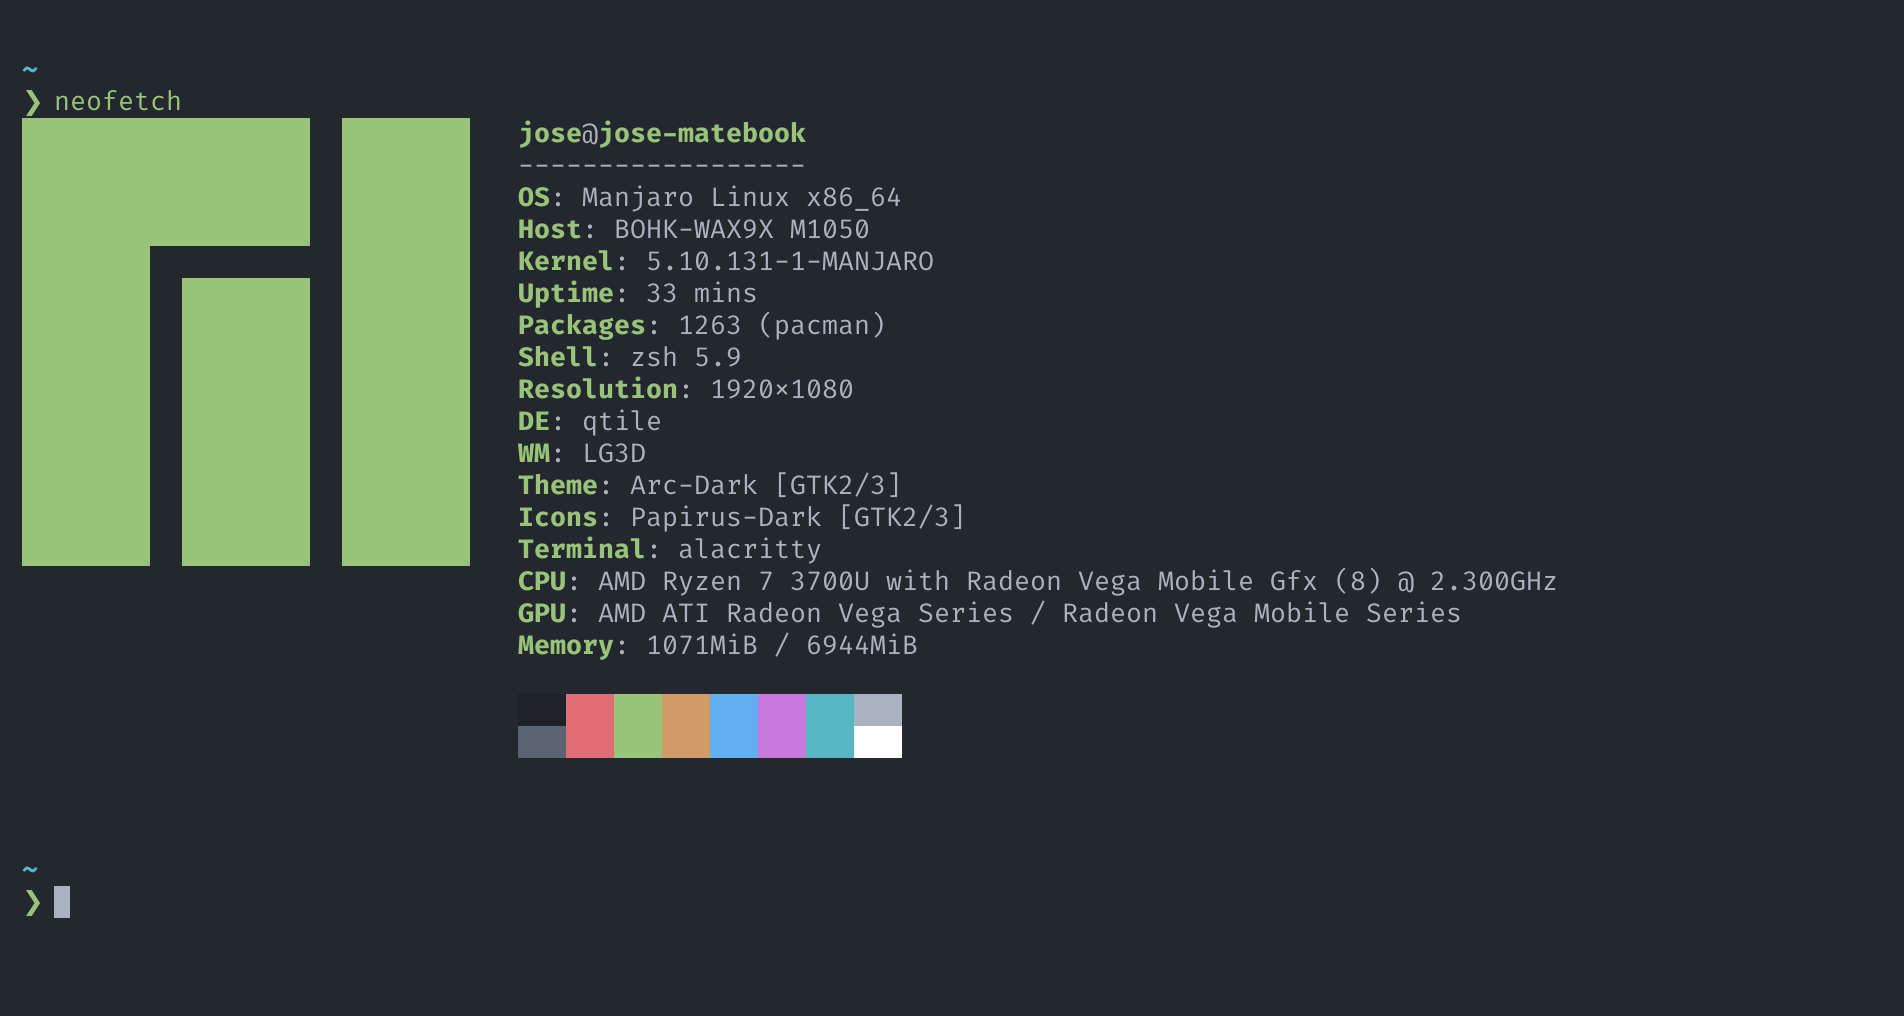 ~
❯ neofetch
jose@jose-matebook
------------------
OS: Manjaro Linux x86_64
Host: BOHK-WAX9X M1050
Kernel: 5.10.131-1-MANJARO
Uptime: 33 mins
Packages: 1263 (pacman)
Shell: zsh 5.9
Resolution: 1920×1080
DE: qtile
WM: LG3D
Theme: Arc-Dark [GTK2/3]
Icons: Papirus-Dark [GTK2/3]
Terminal: alacritty
CPU: AMD Ryzen 7 3700U with Radeon Vega Mobile Gfx (8) @ 2.300GHz
GPU: AMD ATI Radeon Vega Series / Radeon Vega Mobile Series
Memory: 1071MiB / 6944MiB
~
❯